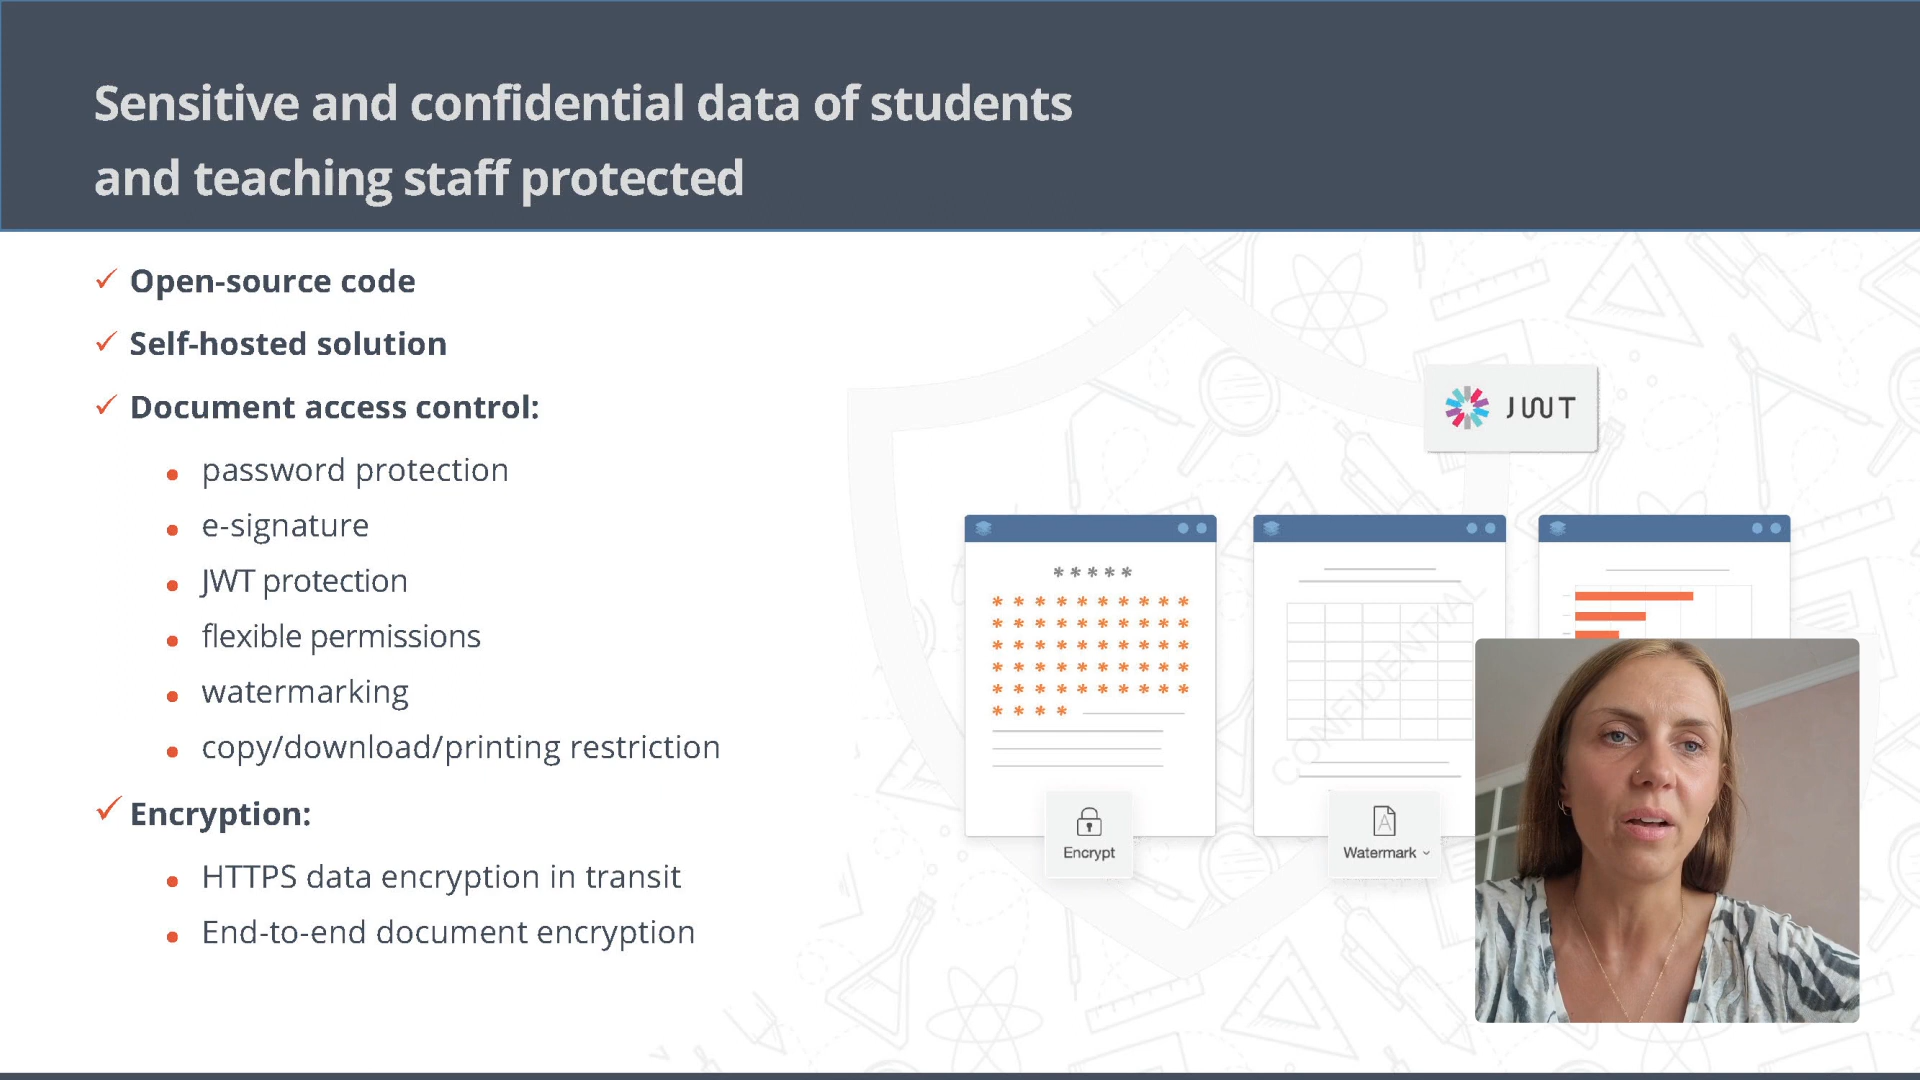 Sensitive and confidential data of students
and teaching staff protected
Open-source code
Self-hosted solution
Document access control:
password protection
e-signature
JWT protection
flexible permissions
watermarking
copy/download/printing restriction
Encryption:
HTTPS data encryption in transit
End-to-end document encryption
JWT
*****
**********
**********
**********
**********
**********
****
CONFIDENTIAL
Encrypt
Watermark